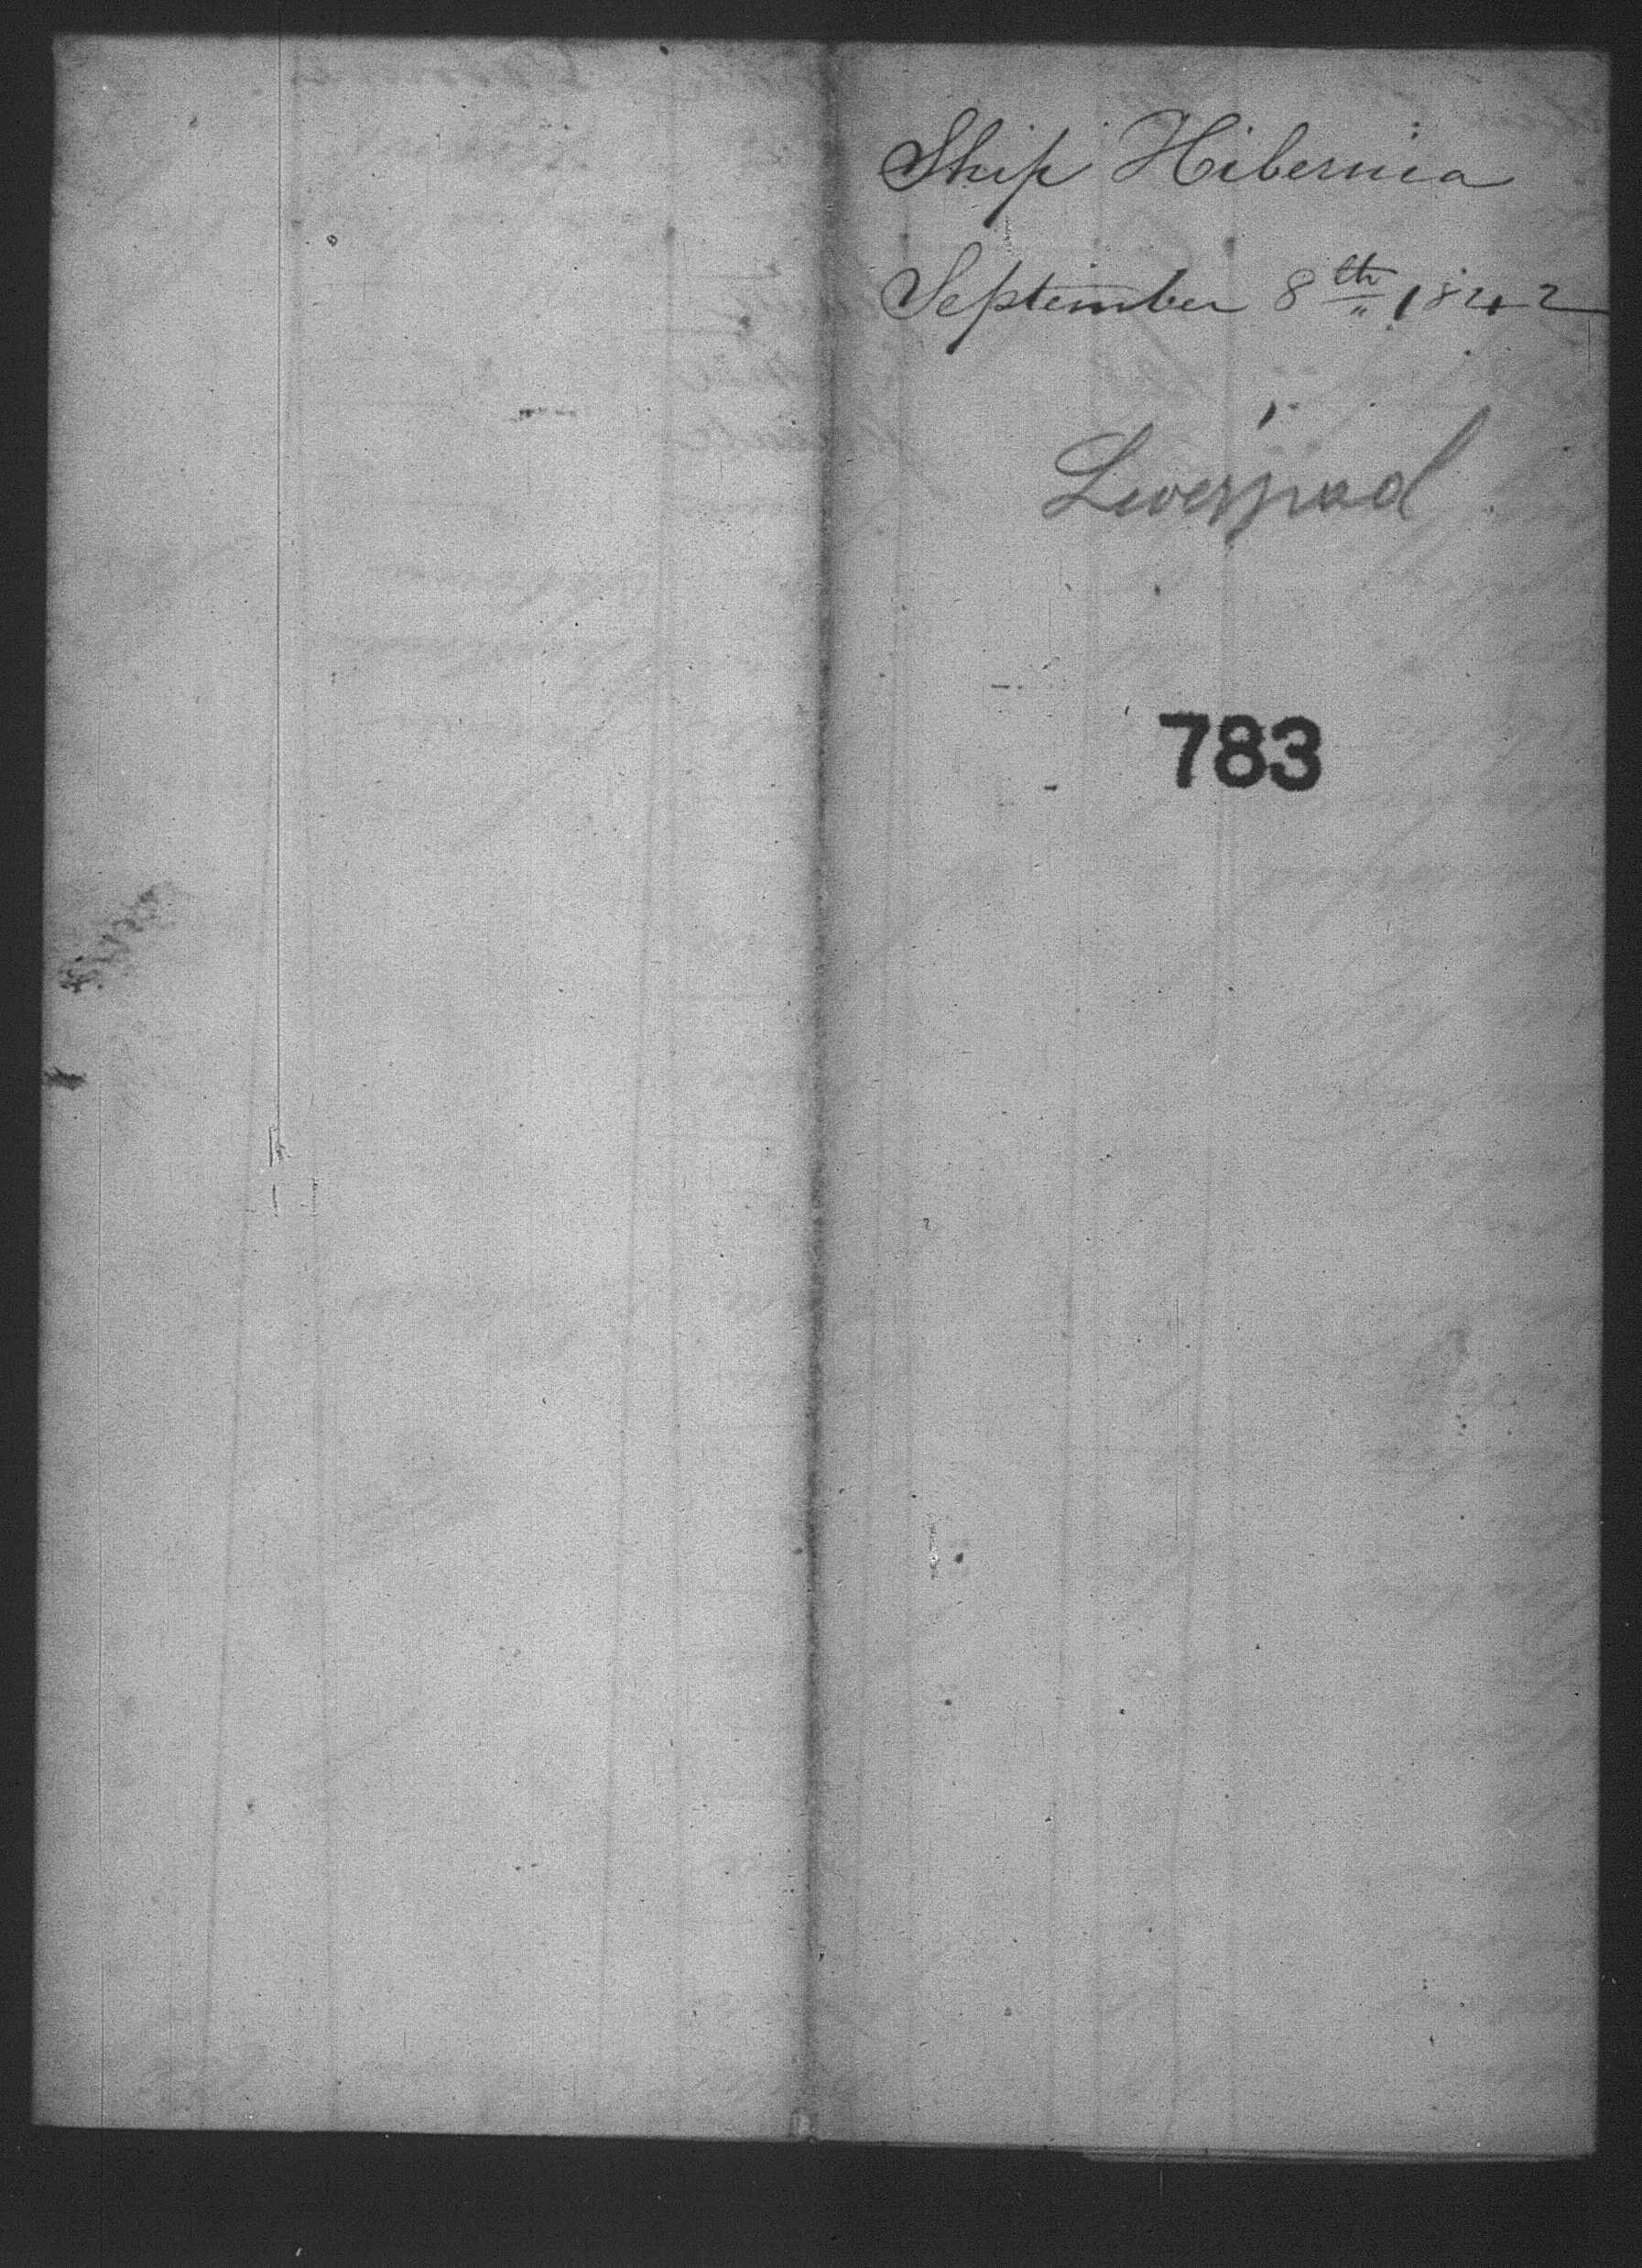 Ship Hibernia
September 8th 1842
Liverpool
783